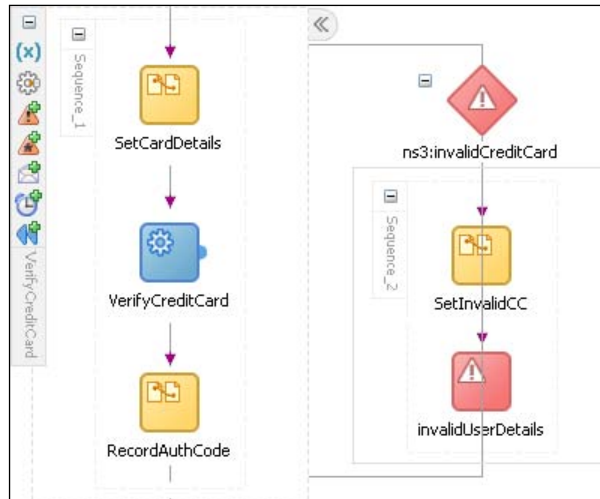 (x)
VerifyCreditCard
Sequence_1
SetCardDetails
VerifyCreditCard
RecordAuthCode
ns3:invalidCreditCard
Sequence_2
SetInvalidCC
invalidUserDetails